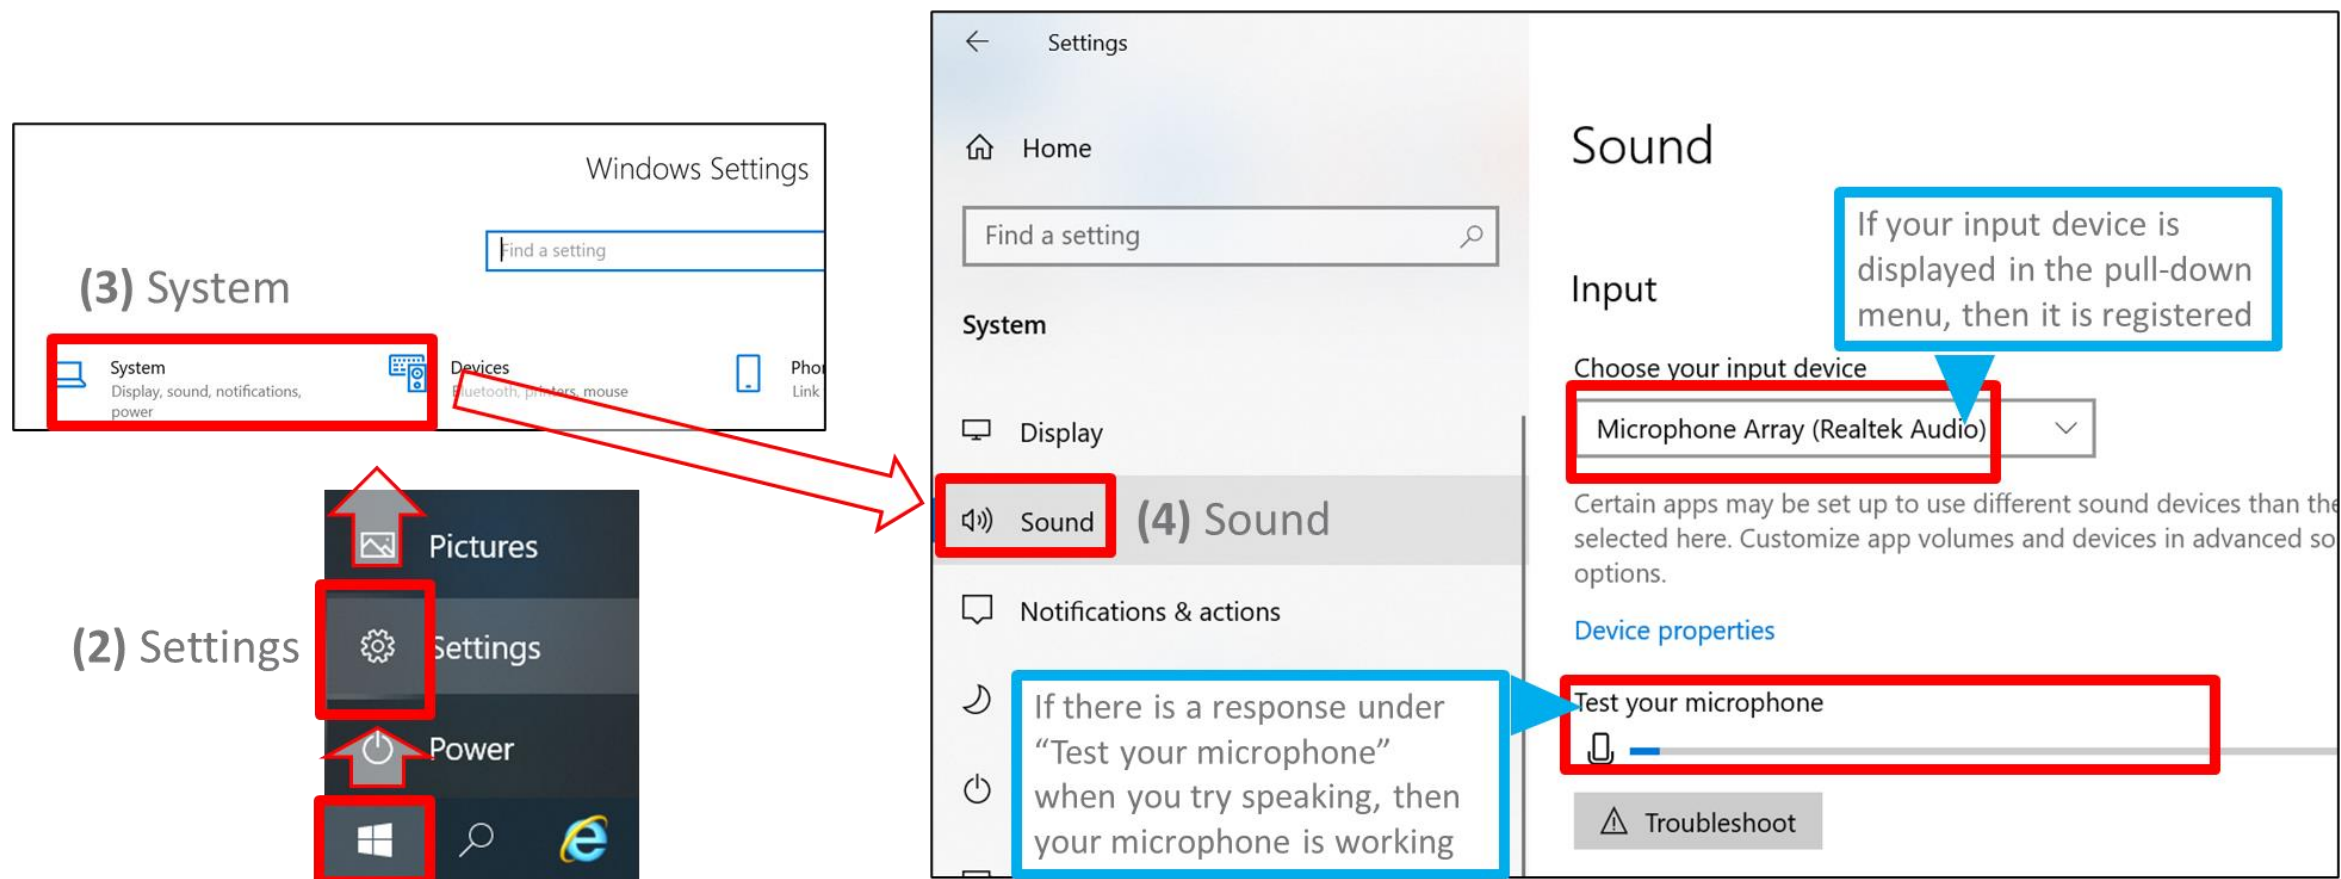 Windows Settings
Find a setting
(3) System
System
Display, sound, notifications,
power
Devices
Bluetooth, printers, mouse
Link
Pictures
(2) Settings
Settings
Power
Settings
Home
Find a setting
System
Display
Sound
(4) Sound
Notifications & actions
If there is a response under
“Test your microphone”
when you try speaking, then
your microphone is working
Sound
If your input device is
displayed in the pull-down
menu, then it is registered
Input
Choose your input device
Microphone Array (Realtek Audio)
Certain apps may be set up to use different sound devices than the
selected here. Customize app volumes and devices in advanced so
options.
Device properties
Test your microphone
Troubleshoot